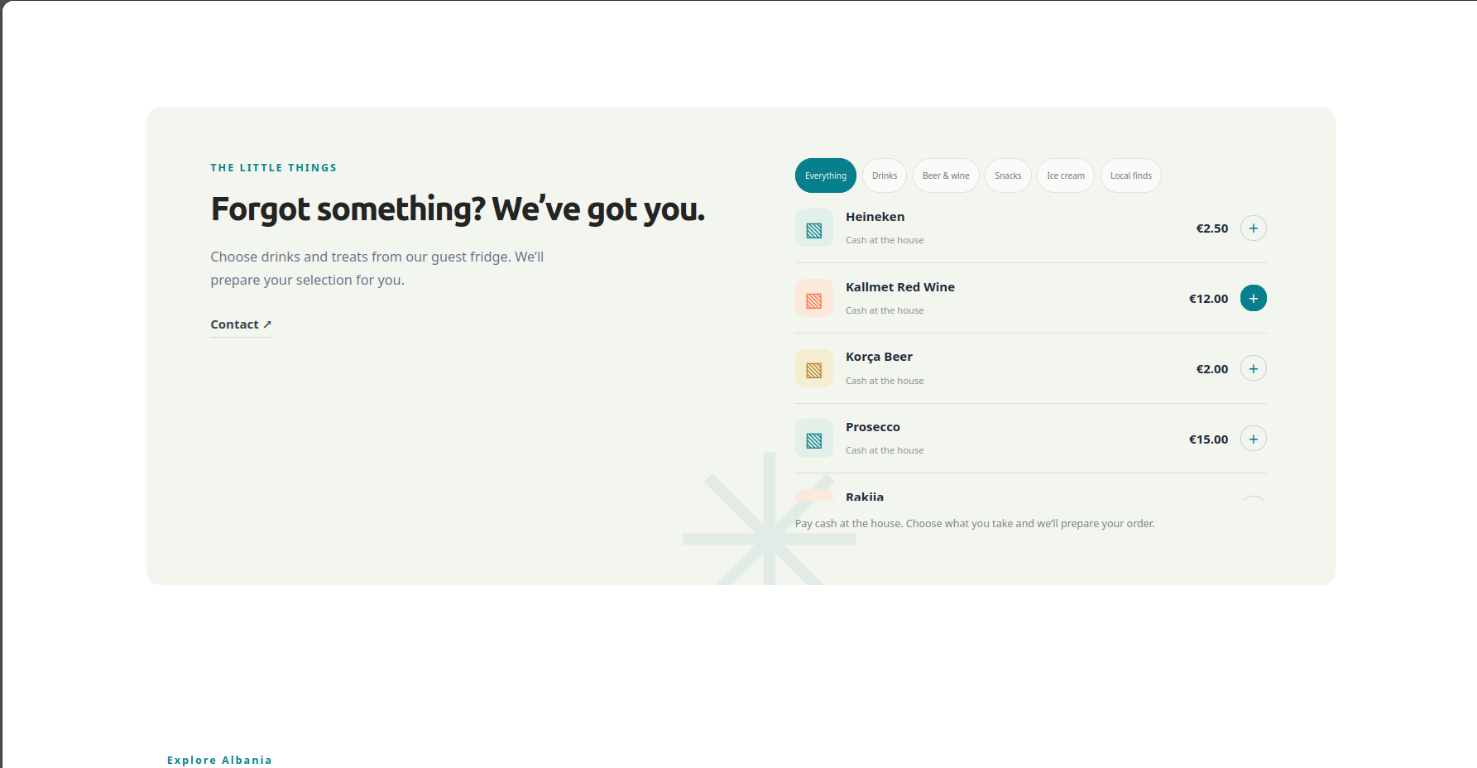 THE LITTLE THINGS
Forgot something? We’ve got you.
Choose drinks and treats from our guest fridge. We’ll
prepare your selection for you.
Contact ↗
Everything
Drinks
Beer & wine
Snacks
Ice cream
Local finds
Heineken
Cash at the house
€2.50
+
Kallmet Red Wine
Cash at the house
€12.00
+
Korça Beer
Cash at the house
€2.00
+
Prosecco
Cash at the house
€15.00
+
Rakija
Pay cash at the house. Choose what you take and we’ll prepare your order.
Explore Albania